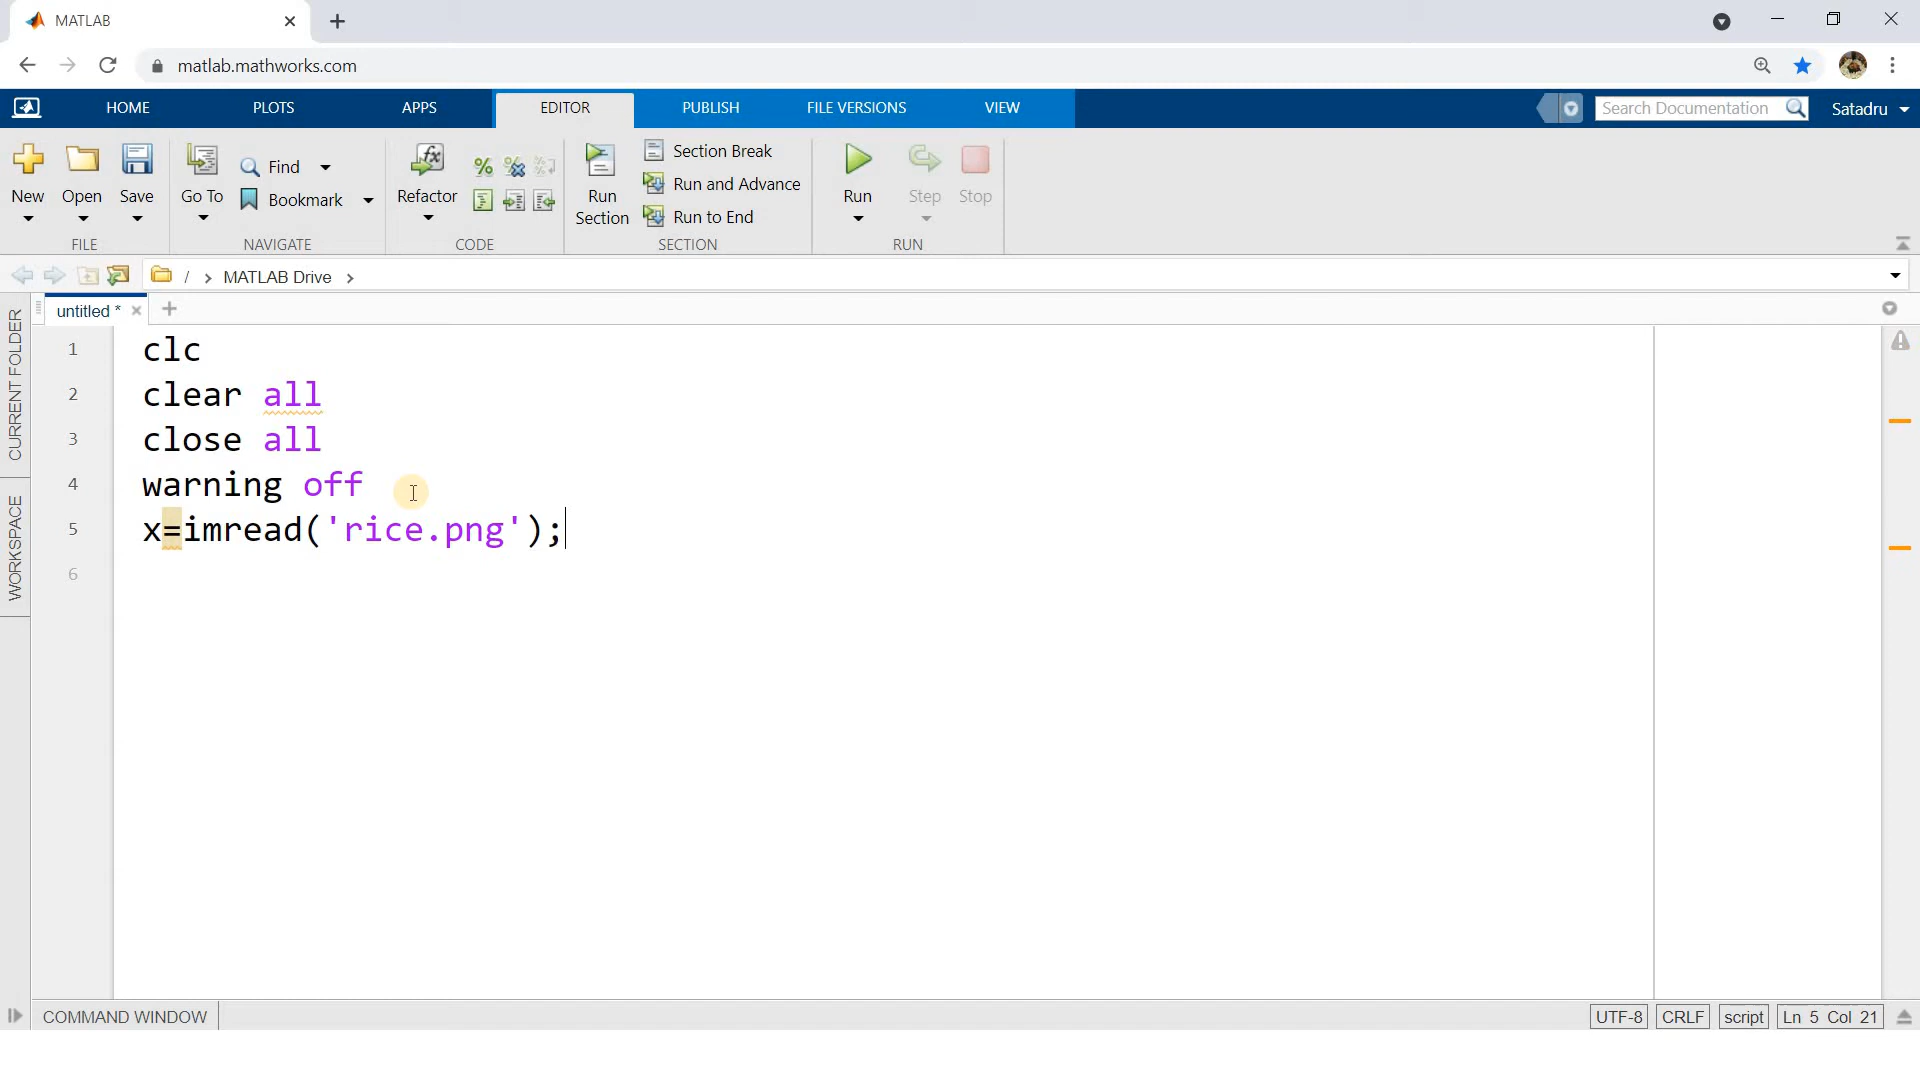 MATLAB
matlab.mathworks.com
HOME PLOTS APPS EDITOR PUBLISH FILE VERSIONS VIEW Search Documentation Satadru
New Open Save Go To Find Bookmark Refactor Run Section Section Break Run and Advance Run to End Run Step Stop
FILE NAVIGATE CODE SECTION RUN
/ › MATLAB Drive ›
untitled *
CURRENT FOLDER
WORKSPACE
1 clc
2 clear all
3 close all
4 warning off
5 x=imread('rice.png');
6
COMMAND WINDOW UTF-8 CRLF script Ln 5 Col 21